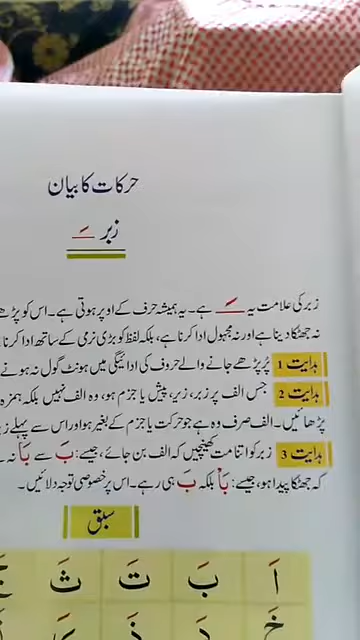 حرکات کا بیان
زبر ـَ
زبر کی علامت یہ ـَ ہے۔ یہ ہمیشہ حرف کے اوپر ہوتی ہے۔ اس کو پڑھ
نہ جھٹکا دینا ہے اور نہ مجہول ادا کرنا ہے، بلکہ لفظ کو بڑی نرمی کے ساتھ ادا کرنا
ہدایت 1 پُر پڑھے جانے والے حروف کی ادائیگی میں ہونٹ گول نہ ہونے
ہدایت 2 جس الف پر زبر، زیر، پیش یا جزم ہو، وہ الف نہیں بلکہ ہمزہ
پڑھائیں۔ الف صرف وہ ہے جو حرکت یا جزم کے بغیر ہو اور اس سے پہلے ز
ہدایت 3 زبر کو اتنا مت کھینچیں کہ الف بن جائے، جیسے: بَ سے بَا نہ
کہ جھٹکا پیدا ہو، جیسے: بَأ بلکہ بَ ہی رہے۔ اس پر خصوصی توجہ دلائیں۔
سبق
اَ بَ تَ ثَ